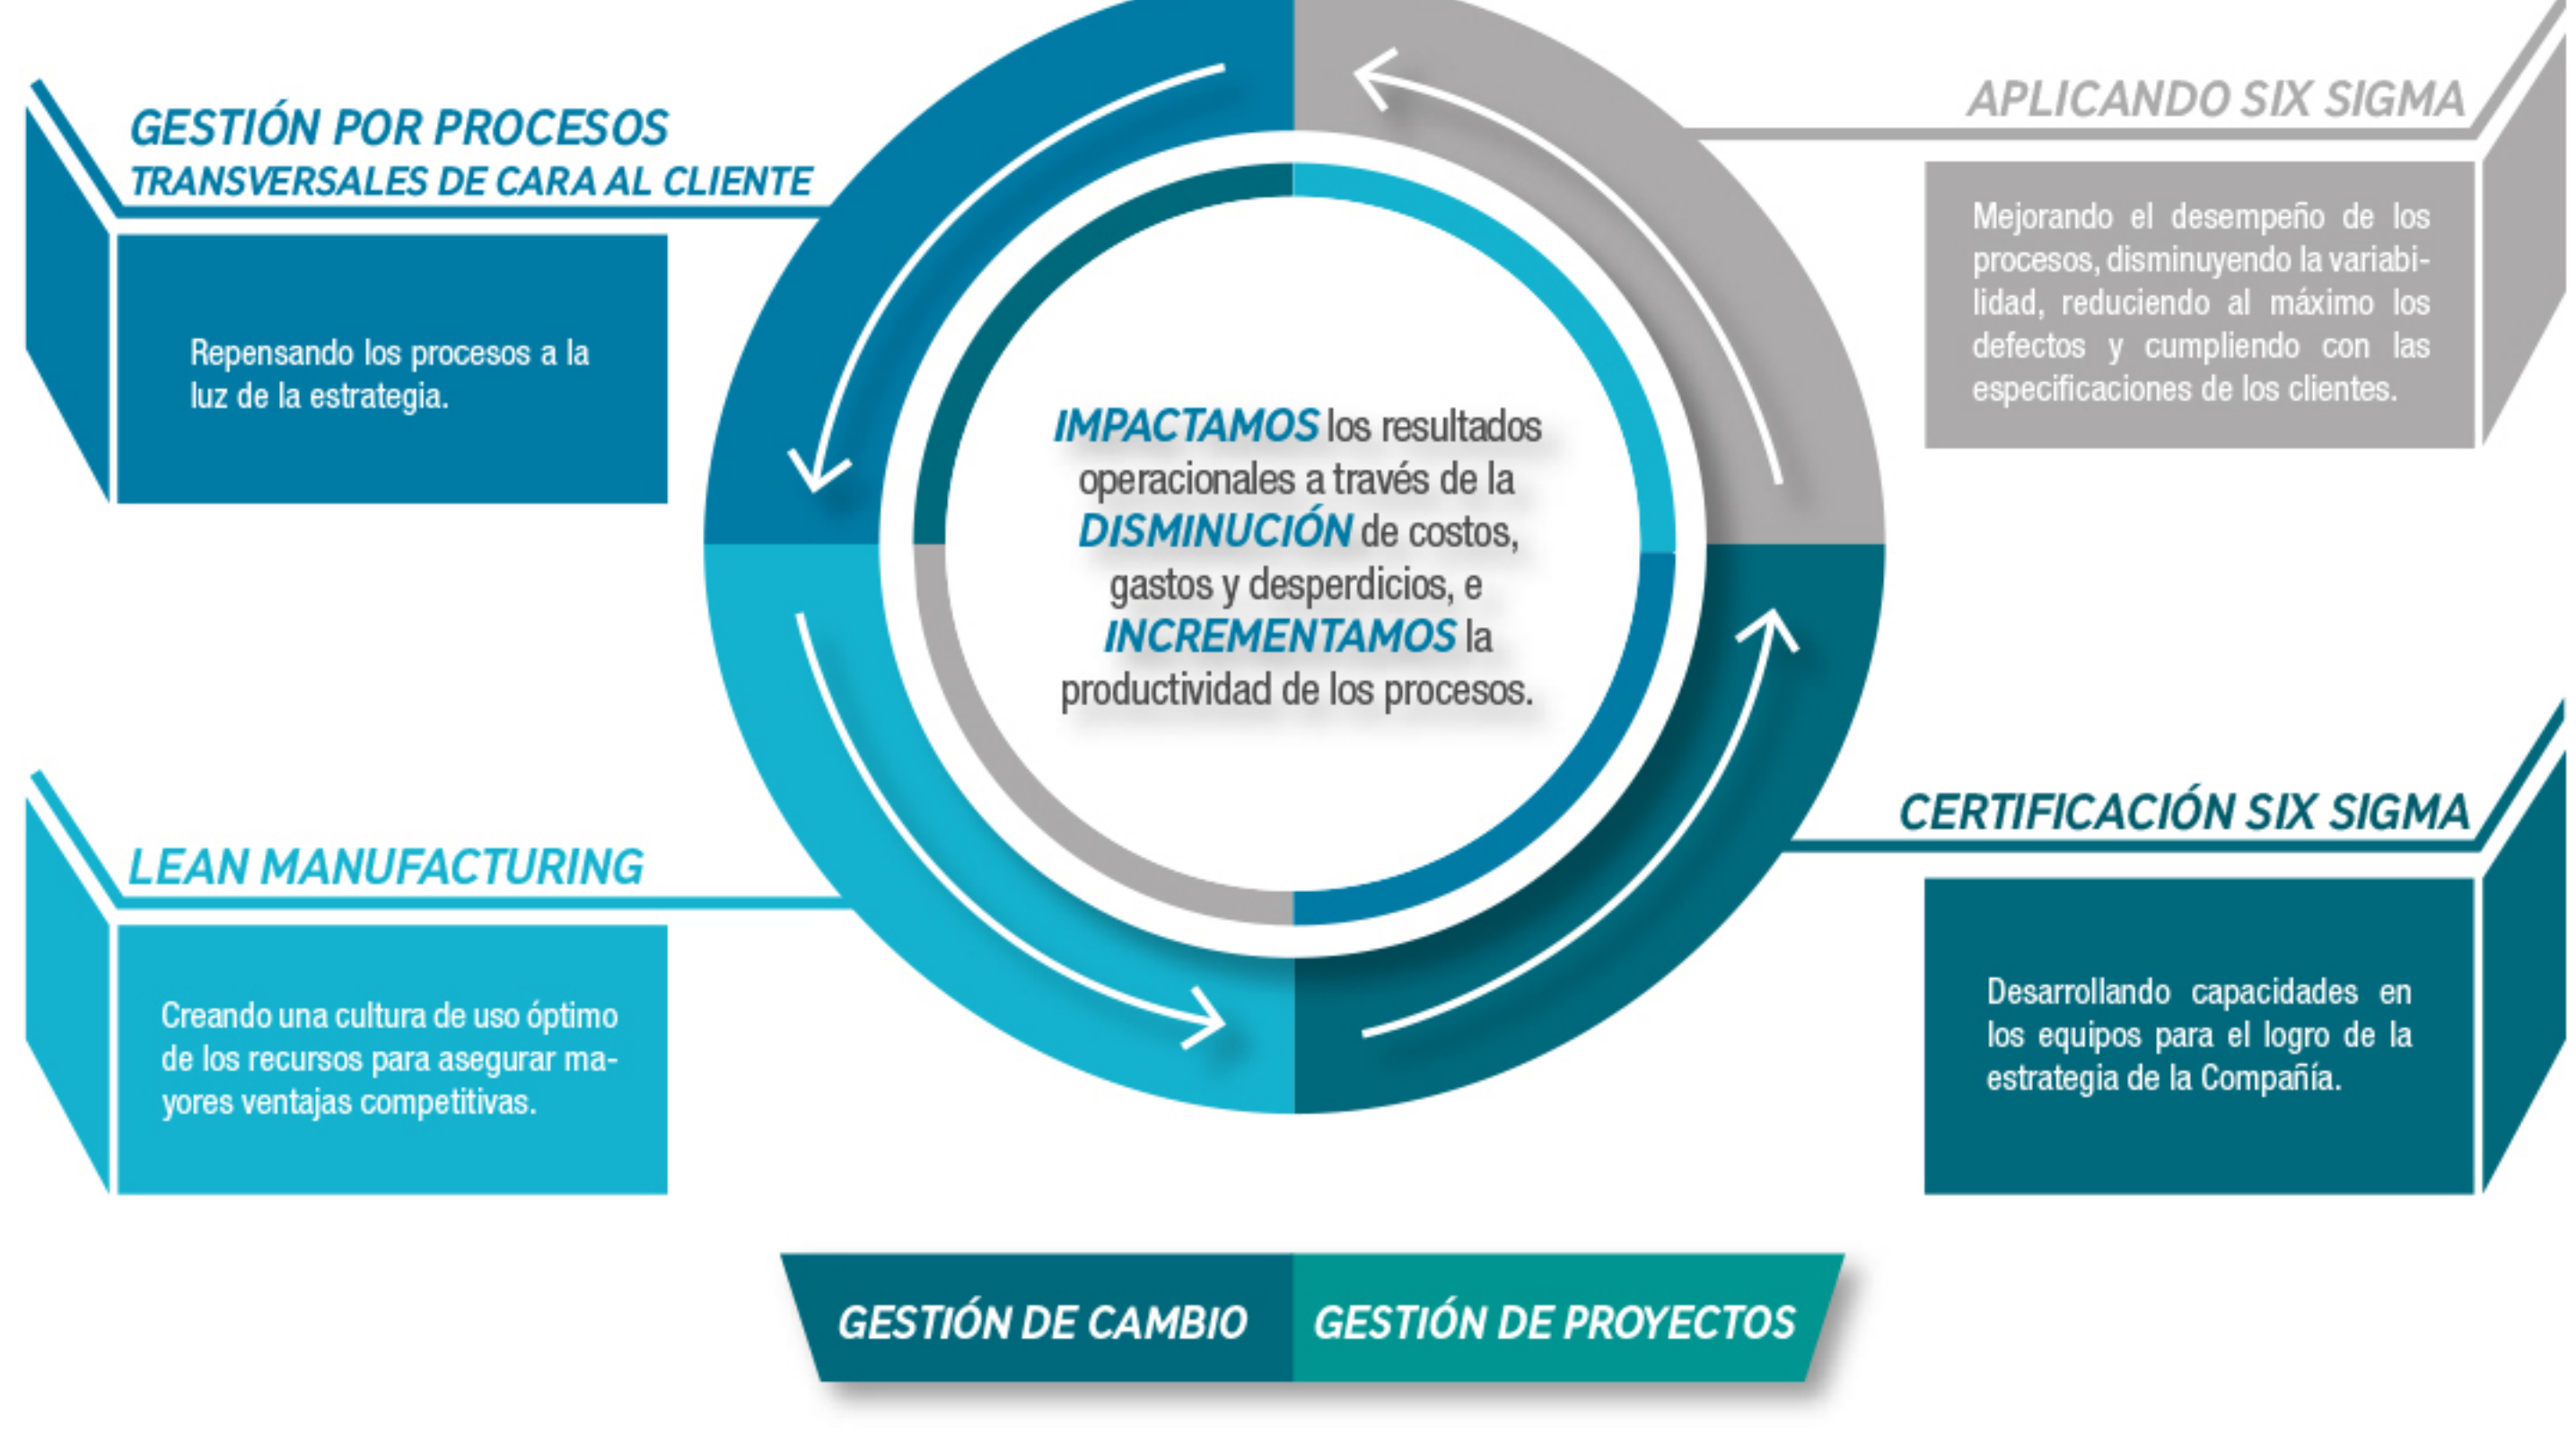 GESTIÓN POR PROCESOS
TRANSVERSALES DE CARA AL CLIENTE
Repensando los procesos a la
luz de la estrategia.
APLICANDO SIX SIGMA
Mejorando el desempeño de los
procesos, disminuyendo la variabi-
lidad, reduciendo al máximo los
defectos y cumpliendo con las
especificaciones de los clientes.
IMPACTAMOS los resultados
operacionales a través de la
DISMINUCIÓN de costos,
gastos y desperdicios, e
INCREMENTAMOS la
productividad de los procesos.
LEAN MANUFACTURING
Creando una cultura de uso óptimo
de los recursos para asegurar ma-
yores ventajas competitivas.
CERTIFICACIÓN SIX SIGMA
Desarrollando capacidades en
los equipos para el logro de la
estrategia de la Compañía.
GESTIÓN DE CAMBIO
GESTIÓN DE PROYECTOS